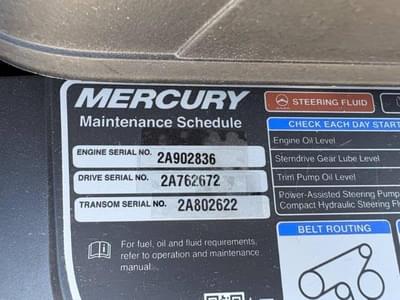 MERCURY
Maintenance Schedule
ENGINE SERIAL NO. 2A902836
DRIVE SERIAL NO. 2A762672
TRANSOM SERIAL NO. 2A802622
For fuel, oil and fluid requirements,
refer to operation and maintenance
manual.
STEERING FLUID
CHECK EACH DAY START
Engine Oil Level
Sterndrive Gear Lube Level
Trim Pump Oil Level
Power-Assisted Steering Pump
Compact Hydraulic Steering Fl
BELT ROUTING